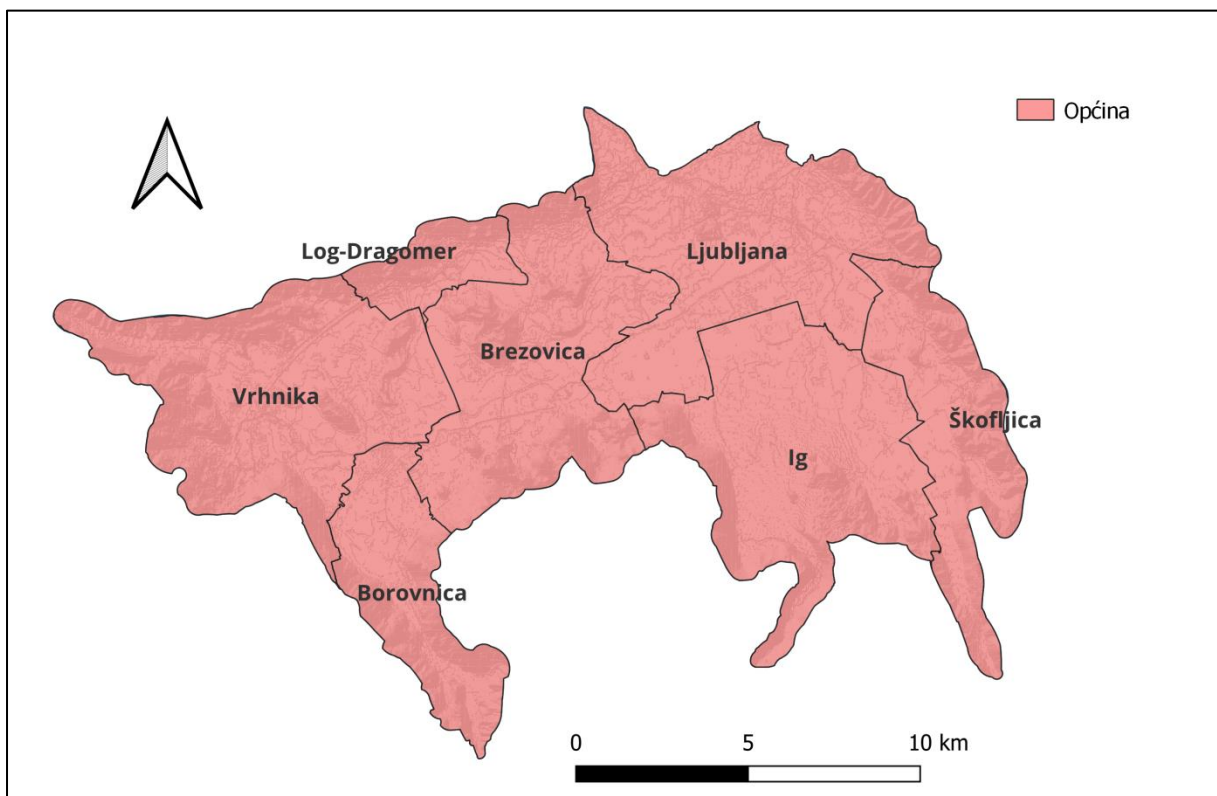 Općina
Log-Dragomer
Ljubljana
Brezovica
Vrhnika
Škofljica
Ig
Borovnica
0 5 10 km